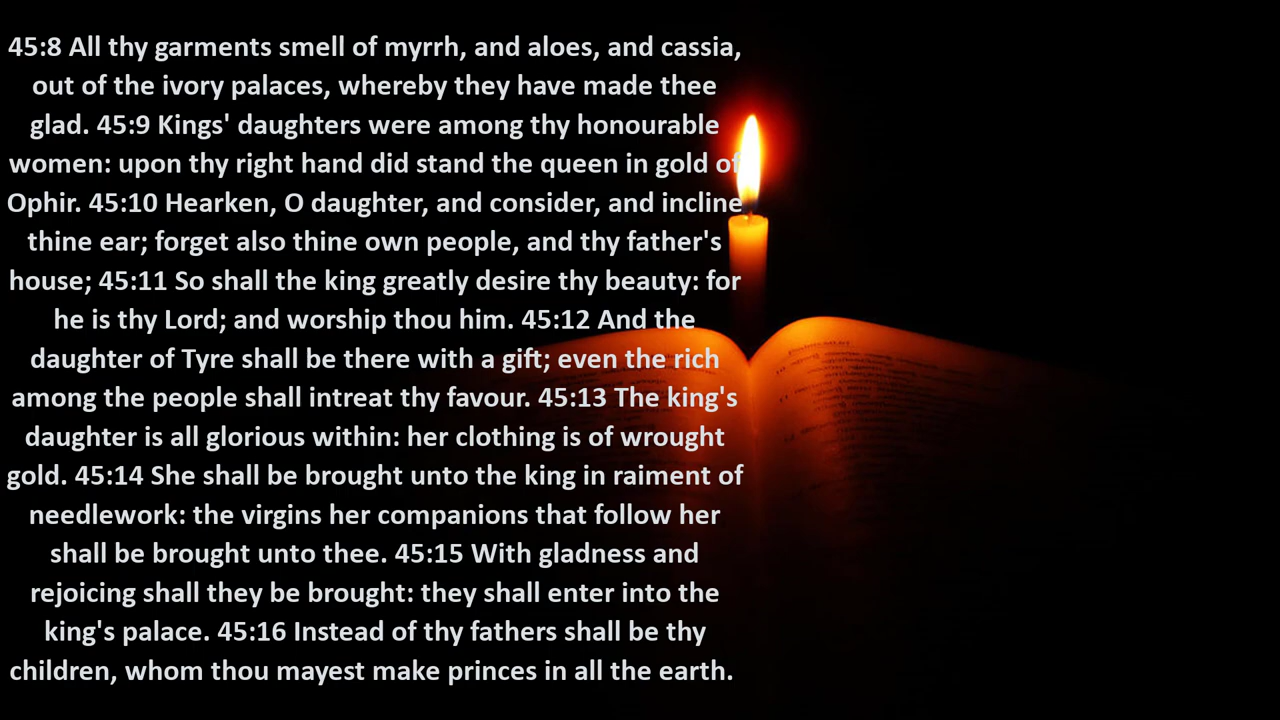 45:8 All thy garments smell of myrrh, and aloes, and cassia,
out of the ivory palaces, whereby they have made thee
glad. 45:9 Kings' daughters were among thy honourable
women: upon thy right hand did stand the queen in gold of
Ophir. 45:10 Hearken, O daughter, and consider, and incline
thine ear; forget also thine own people, and thy father's
house; 45:11 So shall the king greatly desire thy beauty: for
he is thy Lord; and worship thou him. 45:12 And the
daughter of Tyre shall be there with a gift; even the rich
among the people shall intreat thy favour. 45:13 The king's
daughter is all glorious within: her clothing is of wrought
gold. 45:14 She shall be brought unto the king in raiment of
needlework: the virgins her companions that follow her
shall be brought unto thee. 45:15 With gladness and
rejoicing shall they be brought: they shall enter into the
king's palace. 45:16 Instead of thy fathers shall be thy
children, whom thou mayest make princes in all the earth.